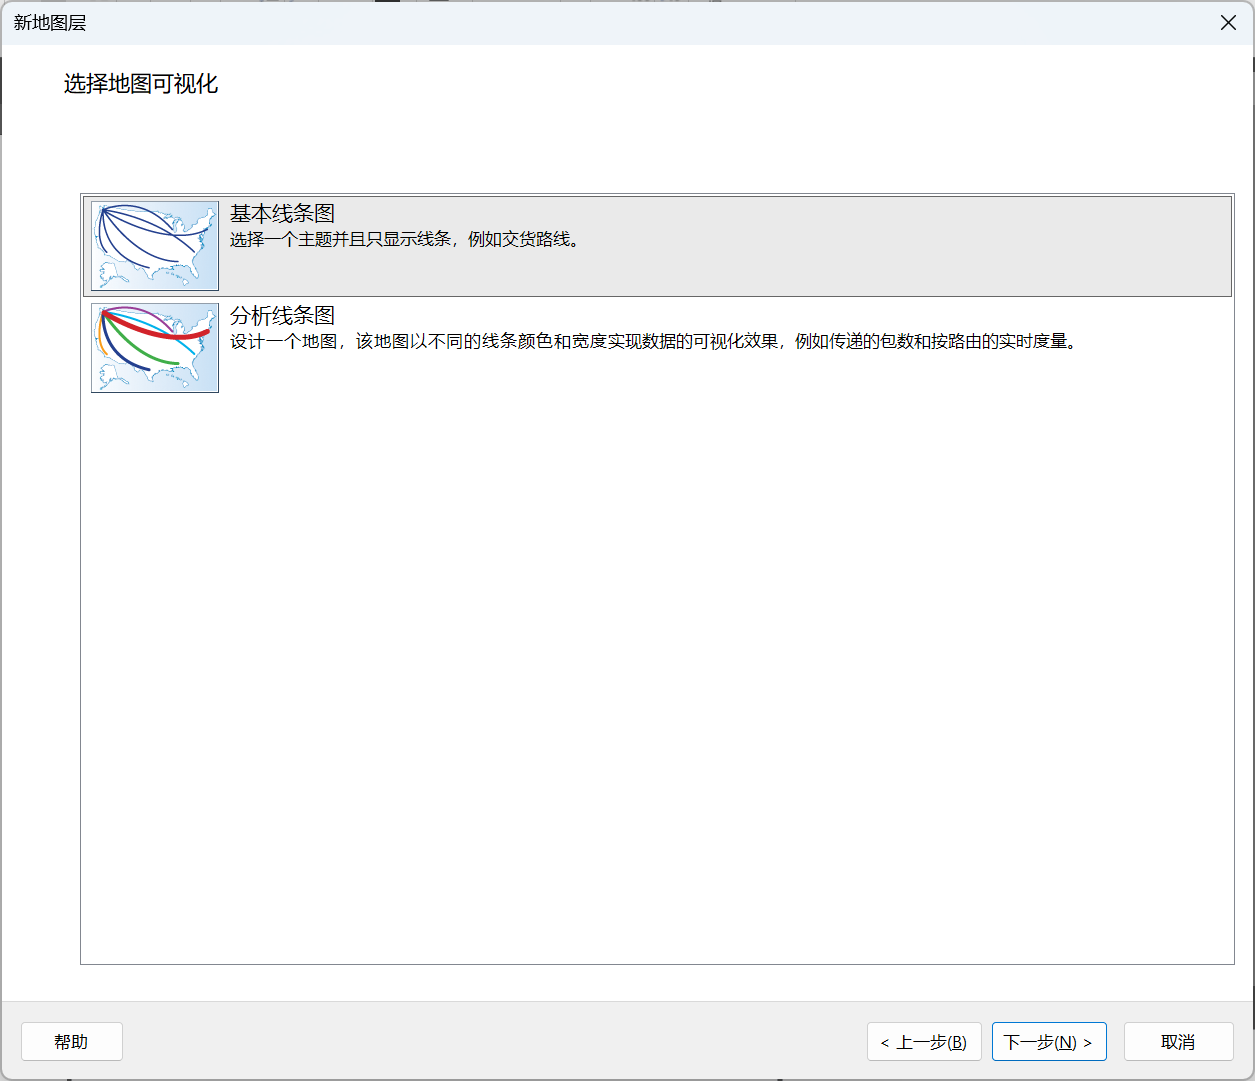 新地图层
选择地图可视化
基本线条图
选择一个主题并且只显示线条，例如交货路线。
分析线条图
设计一个地图，该地图以不同的线条颜色和宽度实现数据的可视化效果，例如传递的包数和按路由的实时度量。
帮助
< 上一步(B)
下一步(N) >
取消